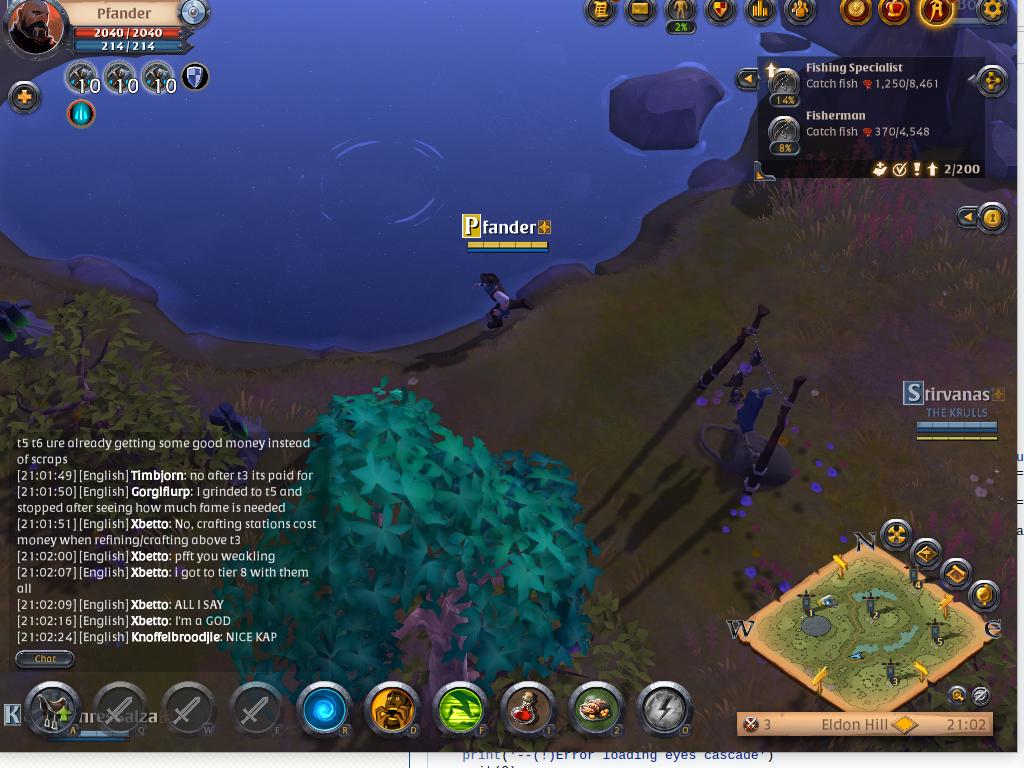 Pfander
2040/2040
214/214
10 10 10
2%
Fishing Specialist
Catch fish 1,250/8,461
14%
Fisherman
Catch fish 370/4,548
8%
2/200
Pfander
Stirvanas
THE KRULLS
t5 t6 ure already getting some good money instead
of scraps
[21:01:49] [English] Timbjorn: no after t3 its paid for
[21:01:50] [English] Gorglflurp: I grinded to t5 and
stopped after seeing how much fame is needed
[21:01:51] [English] Xbetto: No, crafting stations cost
money when refining/crafting above t3
[21:02:00] [English] Xbetto: pfft you weakling
[21:02:07] [English] Xbetto: i got to tier 8 with them
all
[21:02:09] [English] Xbetto: ALL I SAY
[21:02:16] [English] Xbetto: I'm a GOD
[21:02:24] [English] Knoffelbroodjie: NICE KAP
Chat
A Q W E R D F 1 2 O
N
W E
1 2 3 4 5
3 Eldon Hill 21:02
print('--(!)Error loading eyes cascade')